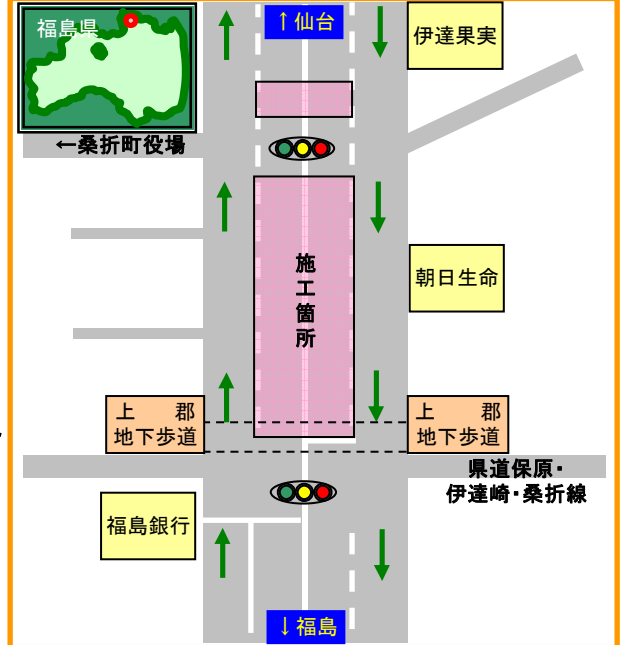 福島県
↑仙台
伊達果実
←桑折町役場
施工箇所
朝日生命
上 郡
地下歩道
上 郡
地下歩道
県道保原・
伊達崎・桑折線
福島銀行
↓福島